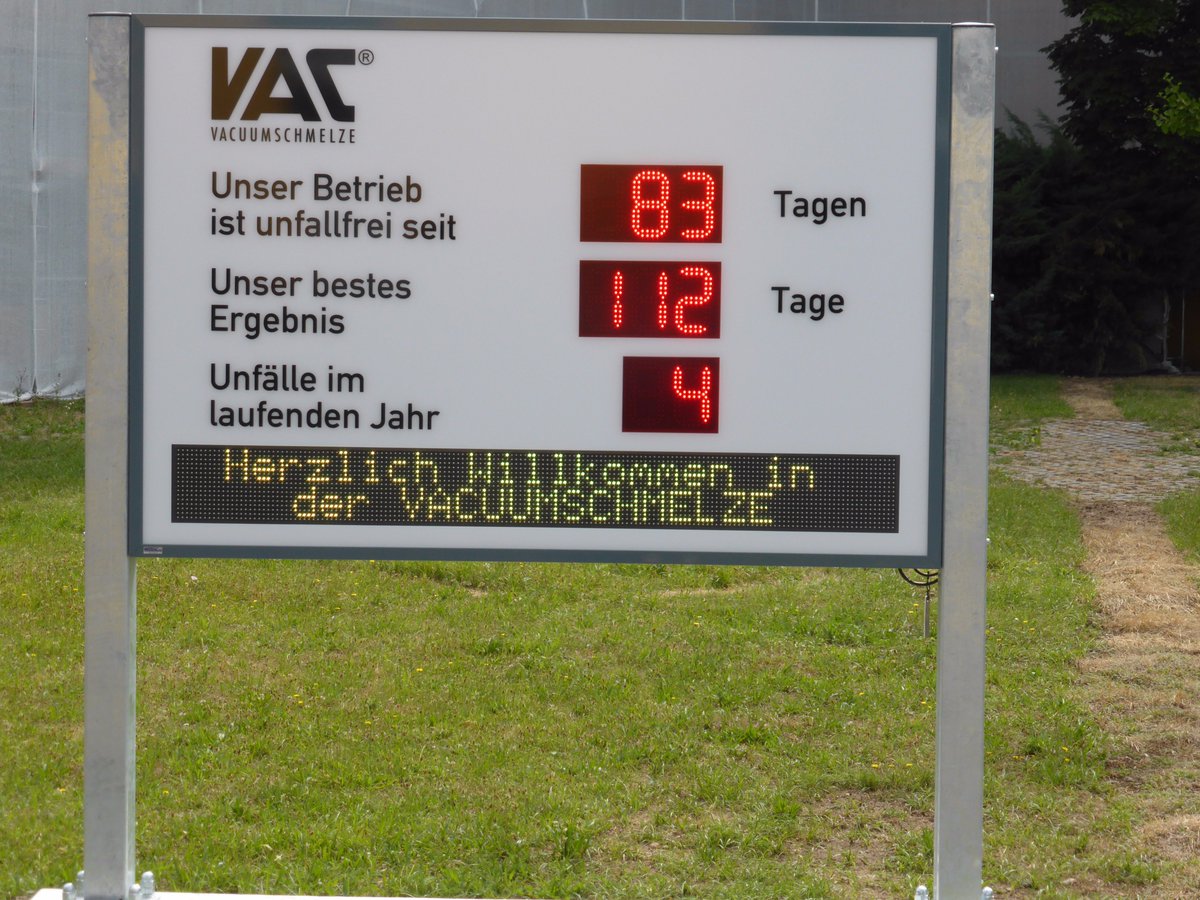 VAC®
VACUUMSCHMELZE
Unser Betrieb
ist unfallfrei seit
83 Tagen
Unser bestes
Ergebnis
112 Tage
Unfälle im
laufenden Jahr
4
Herzlich Willkommen in
der VACUUMSCHMELZE